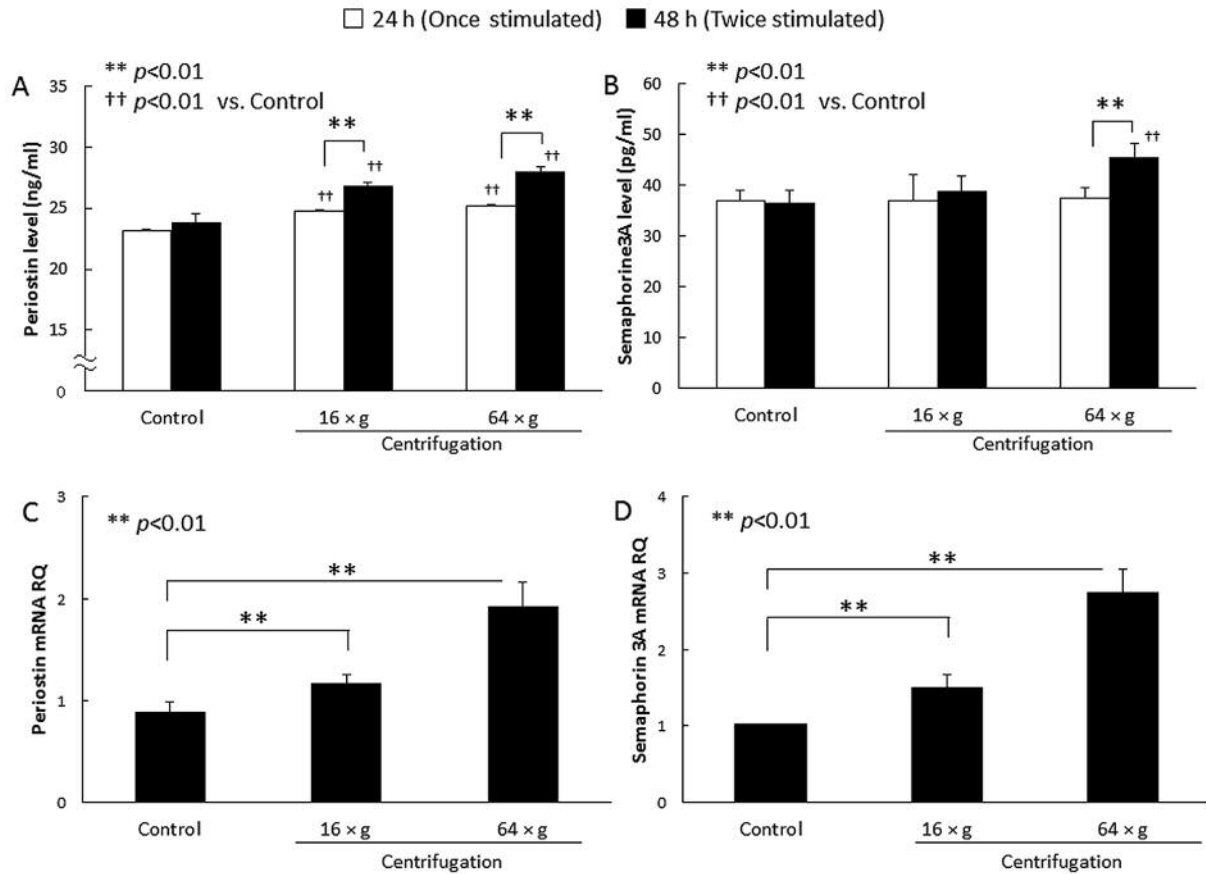 24 h (Once stimulated) 48 h (Twice stimulated)
A
** p<0.01
†† p<0.01 vs. Control
Periostin level (ng/ml)
35
30
25
20
15
0
**
††
††
**
††
††
Control
16 × g
64 × g
Centrifugation
B
** p<0.01
†† p<0.01 vs. Control
Semaphorine3A level (pg/ml)
60
50
40
30
20
10
0
**
††
Control
16 × g
64 × g
Centrifugation
C
** p<0.01
Periostin mRNA RQ
3
2
1
0
**
**
Control
16 × g
64 × g
Centrifugation
D
** p<0.01
Semaphorin 3A mRNA RQ
4
3
2
1
0
**
**
Control
16 × g
64 × g
Centrifugation